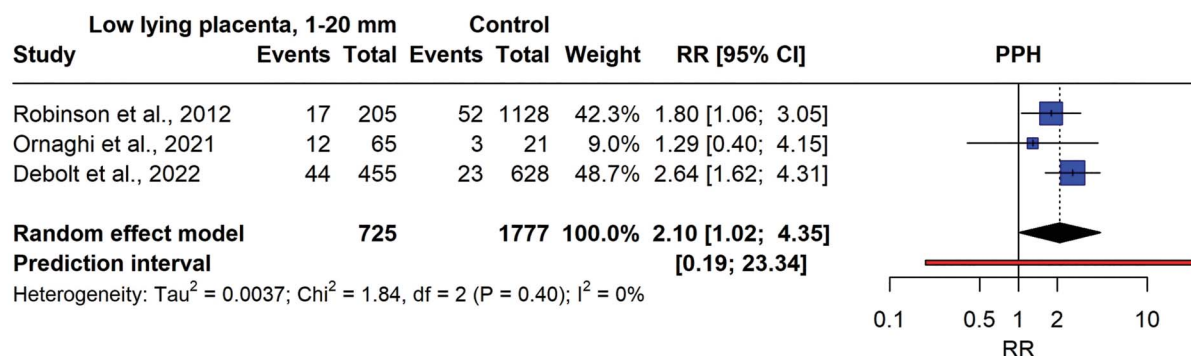 Low lying placenta, 1-20 mm Control
Study Events Total Events Total Weight RR [95% CI] PPH
Robinson et al., 2012 17 205 52 1128 42.3% 1.80 [1.06; 3.05]
Ornaghi et al., 2021 12 65 3 21 9.0% 1.29 [0.40; 4.15]
Debolt et al., 2022 44 455 23 628 48.7% 2.64 [1.62; 4.31]
Random effect model 725 1777 100.0% 2.10 [1.02; 4.35]
Prediction interval [0.19; 23.34]
Heterogeneity: Tau² = 0.0037; Chi² = 1.84, df = 2 (P = 0.40); I² = 0%
0.1 0.5 1 2 10
RR